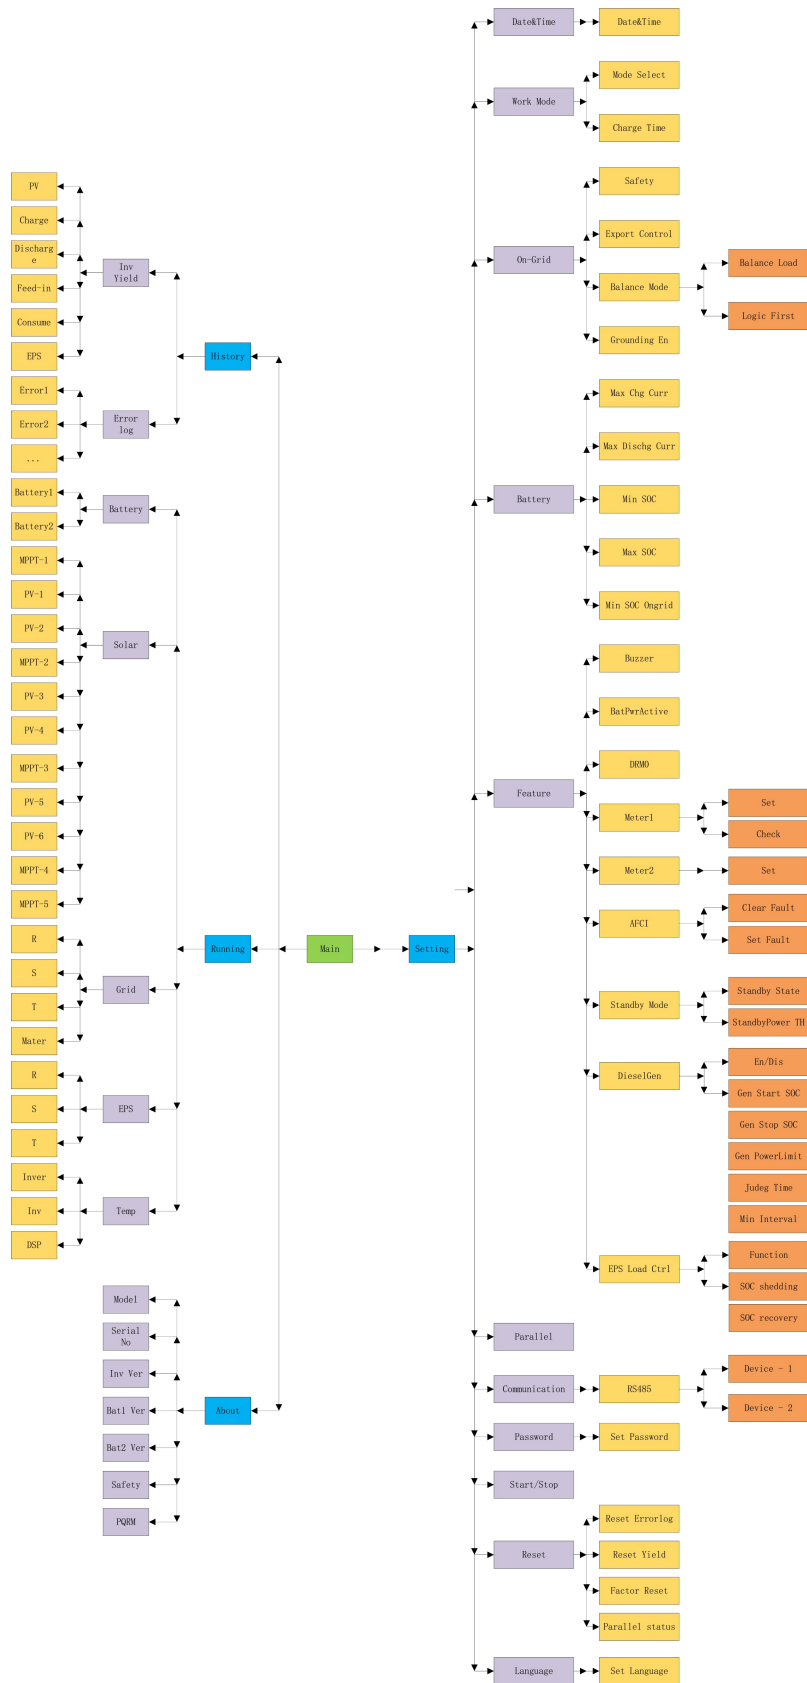 PV
Charge
Discharg
e
Feed-in
Consume
EPS
Inv
Yield
Error1
Error2
...
Error
log
History
Battery1
Battery2
Battery
MPPT-1
PV-1
PV-2
MPPT-2
PV-3
PV-4
MPPT-3
PV-5
PV-6
MPPT-4
MPPT-5
Solar
R
S
T
Mater
Grid
R
S
T
EPS
Inver
Inv
DSP
Temp
Running
Model
Serial
No
Inv Ver
Bat1 Ver
Bat2 Ver
Safety
PQRM
About
Main
Setting
Date&Time
Date&Time
Work Mode
Mode Select
Charge Time
On-Grid
Safety
Export Control
Balance Mode
Balance Load
Logic First
Grounding En
Battery
Max Chg Curr
Max Dischg Curr
Min SOC
Max SOC
Min SOC Ongrid
Feature
Buzzer
BatPwrActive
DRM0
Meter1
Set
Check
Meter2
Set
AFCI
Clear Fault
Set Fault
Standby Mode
Standby State
StandbyPower TH
DieselGen
En/Dis
Gen Start SOC
Gen Stop SOC
Gen PowerLimit
Judeg Time
Min Interval
EPS Load Ctrl
Function
SOC shedding
SOC recovery
Parallel
Communication
RS485
Device - 1
Device - 2
Password
Set Password
Start/Stop
Reset
Reset Errorlog
Reset Yield
Factor Reset
Parallel status
Language
Set Language